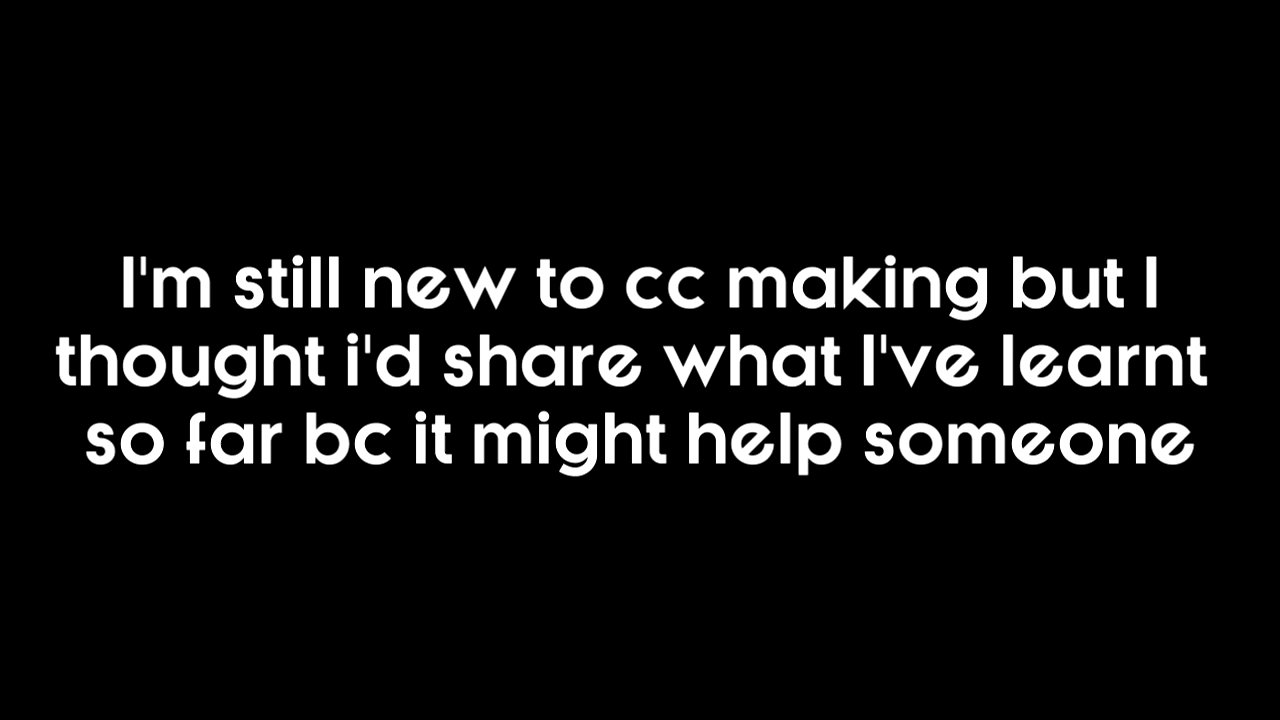 I'm still new to cc making but I
thought i'd share what I've learnt
so far bc it might help someone